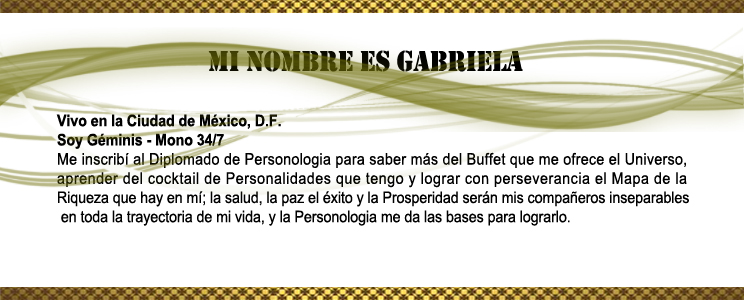 MI NOMBRE ES GABRIELA
Vivo en la Ciudad de México, D.F.
Soy Géminis - Mono 34/7
Me inscribí al Diplomado de Personologia para saber más del Buffet que me ofrece el Universo,
aprender del cocktail de Personalidades que tengo y lograr con perseverancia el Mapa de la
Riqueza que hay en mí; la salud, la paz el éxito y la Prosperidad serán mis compañeros inseparables
en toda la trayectoria de mi vida, y la Personologia me da las bases para lograrlo.